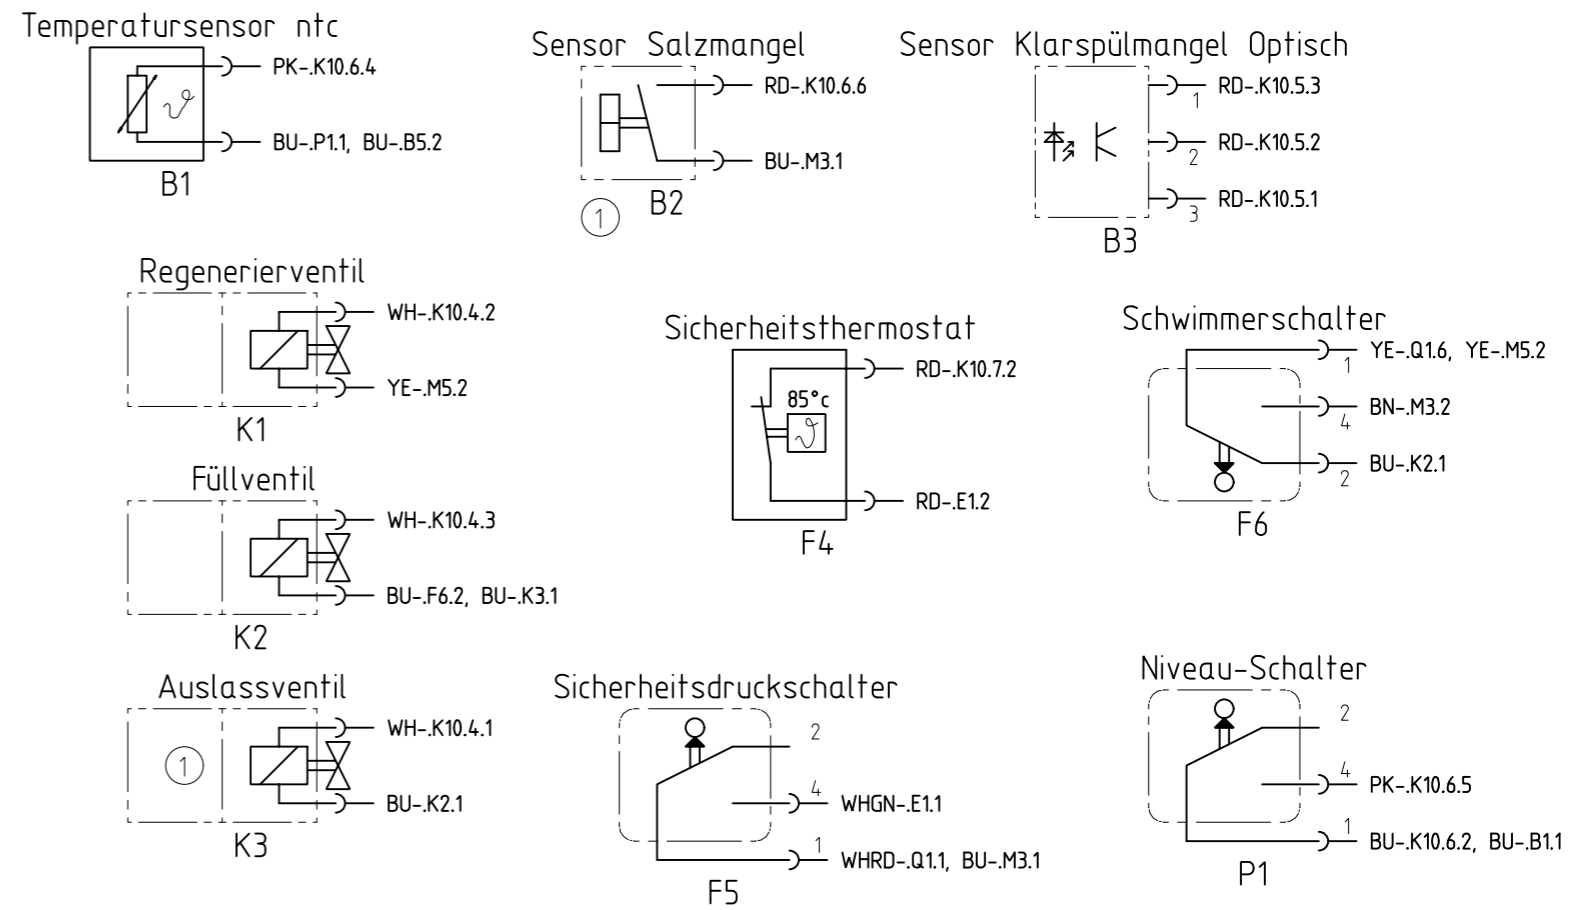 Temperatursensor ntc
PK-.K10.6.4
BU-.P1.1, BU-.B5.2
B1
Sensor Salzmangel
RD-.K10.6.6
BU-.M3.1
B2
1
Sensor Klarspülmangel Optisch
1 RD-.K10.5.3
2 RD-.K10.5.2
3 RD-.K10.5.1
B3
Regenerierventil
WH-.K10.4.2
YE-.M5.2
K1
Sicherheitsthermostat
RD-.K10.7.2
85°c
RD-.E1.2
F4
Schwimmerschalter
1 YE-.Q1.6, YE-.M5.2
4 BN-.M3.2
2 BU-.K2.1
F6
Füllventil
WH-.K10.4.3
BU-.F6.2, BU-.K3.1
K2
Auslassventil
WH-.K10.4.1
1
BU-.K2.1
K3
Sicherheitsdruckschalter
2
4 WHGN-.E1.1
1 WHRD-.Q1.1, BU-.M3.1
F5
Niveau-Schalter
2
4 PK-.K10.6.5
1 BU-.K10.6.2, BU-.B1.1
P1